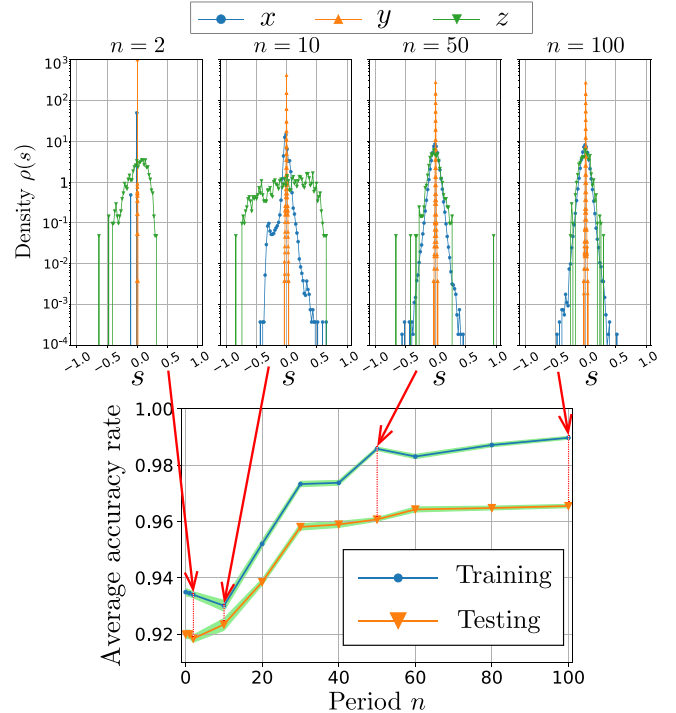 x y z
n = 2 n = 10 n = 50 n = 100
Density ρ(s)
10³
10²
10¹
1
10⁻¹
10⁻²
10⁻³
10⁻⁴
−1.0 −0.5 0.0 0.5 1.0 −1.0 −0.5 0.0 0.5 1.0 −1.0 −0.5 0.0 0.5 1.0 −1.0 −0.5 0.0 0.5 1.0
s s s s
Average accuracy rate
1.00
0.98
0.96
0.94
0.92
Training
Testing
0 20 40 60 80 100
Period n